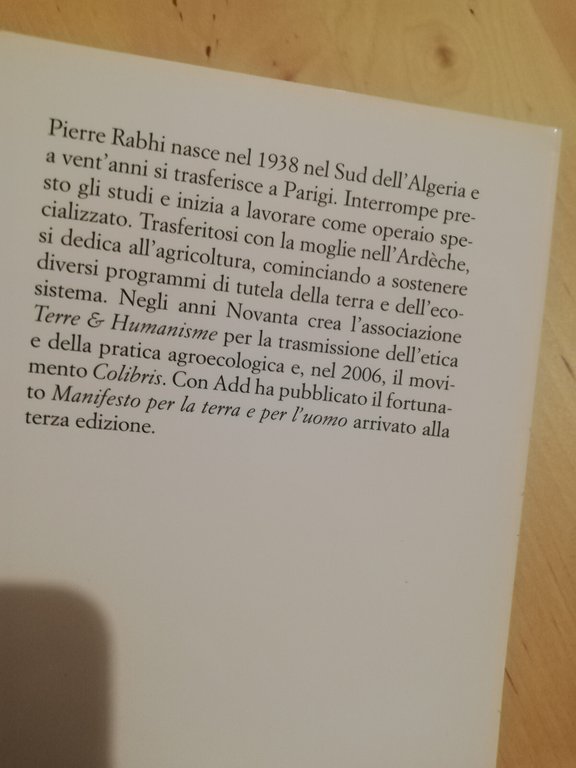 Pierre Rabhi nasce nel 1938 nel Sud dell'Algeria e
a vent'anni si trasferisce a Parigi. Interrompe pre-
sto gli studi e inizia a lavorare come operaio spe-
cializzato. Trasferitosi con la moglie nell'Ardèche,
si dedica all'agricoltura, cominciando a sostenere
diversi programmi di tutela della terra e dell'eco-
sistema. Negli anni Novanta crea l'associazione
Terre & Humanisme per la trasmissione dell'etica
e della pratica agroecologica e, nel 2006, il movi-
mento Colibris. Con Add ha pubblicato il fortuna-
to Manifesto per la terra e per l'uomo arrivato alla
terza edizione.